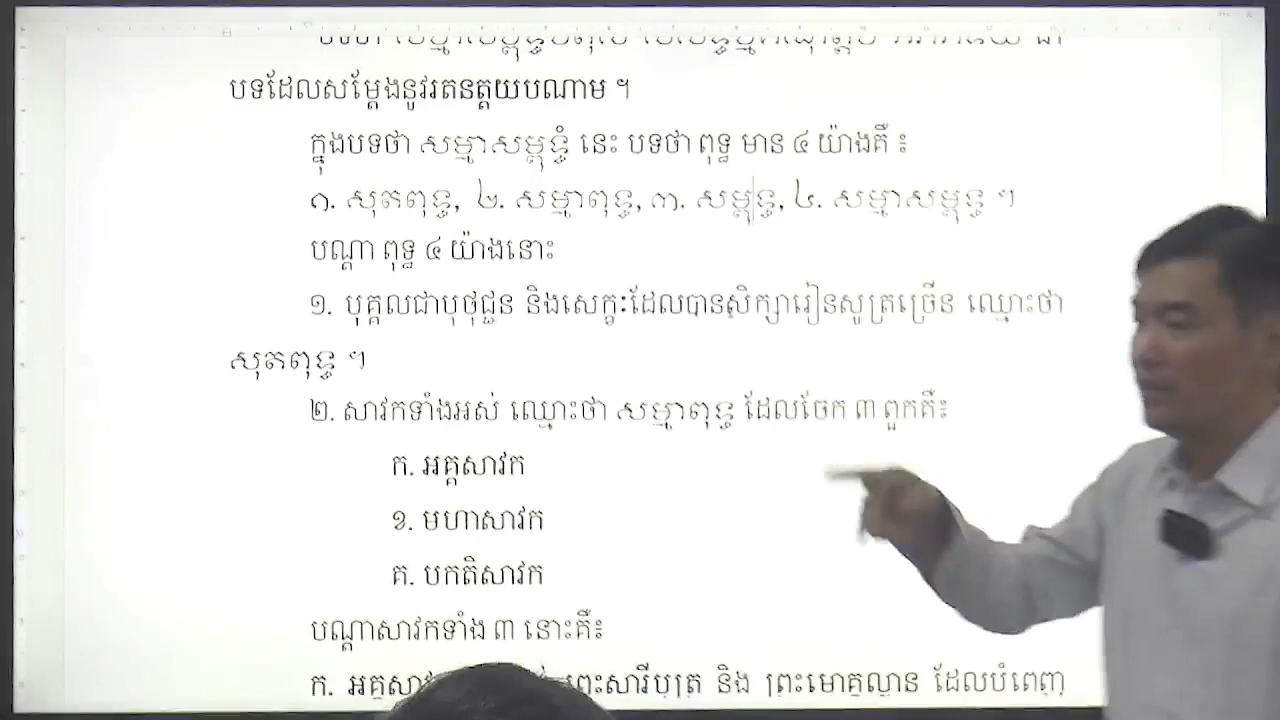 បទដែលសម្ដែងនូវរតនត្តយបណាម ។
ក្នុងបទថា សម្មាសម្ពុទ្ធំ នេះ បទថា ពុទ្ធ មាន ៤ យ៉ាងគឺ ៖
១. សុតពុទ្ធ, ២. សម្មាពុទ្ធ, ៣. សម្ពុទ្ធ, ៤. សម្មាសម្ពុទ្ធ ។
បណ្ដា ពុទ្ធ ៤ យ៉ាងនោះ
១. បុគ្គលជាបុថុជ្ជន និងសេក្ខៈដែលបានសិក្សារៀនសូត្រច្រើន ឈ្មោះថា
សុតពុទ្ធ ។
២. សាវកទាំងអស់ ឈ្មោះថា សម្មាពុទ្ធ ដែលចែក ៣ ពួកគឺ៖
ក. អគ្គសាវក
ខ. មហាសាវក
គ. បកតិសាវក
បណ្ដាសាវកទាំង ៣ នោះគឺ៖
ក. ព្រះសារីបុត្រ និង ព្រះមោគ្គល្លាន ដែលបំពេញ